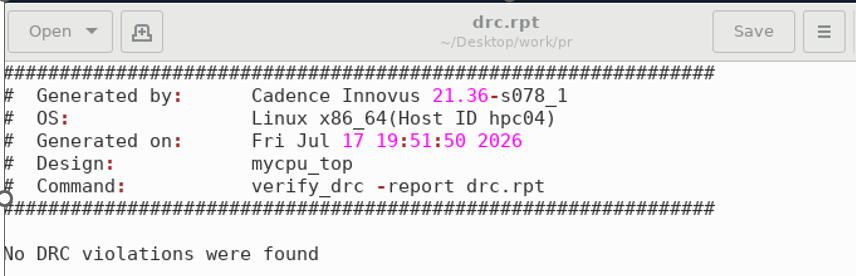 Open
drc.rpt
~/Desktop/work/pr
Save
###############################################################
#  Generated by:      Cadence Innovus 21.36-s078_1
#  OS:                Linux x86_64(Host ID hpc04)
#  Generated on:      Fri Jul 17 19:51:50 2026
#  Design:            mycpu_top
#  Command:           verify_drc -report drc.rpt
###############################################################
No DRC violations were found